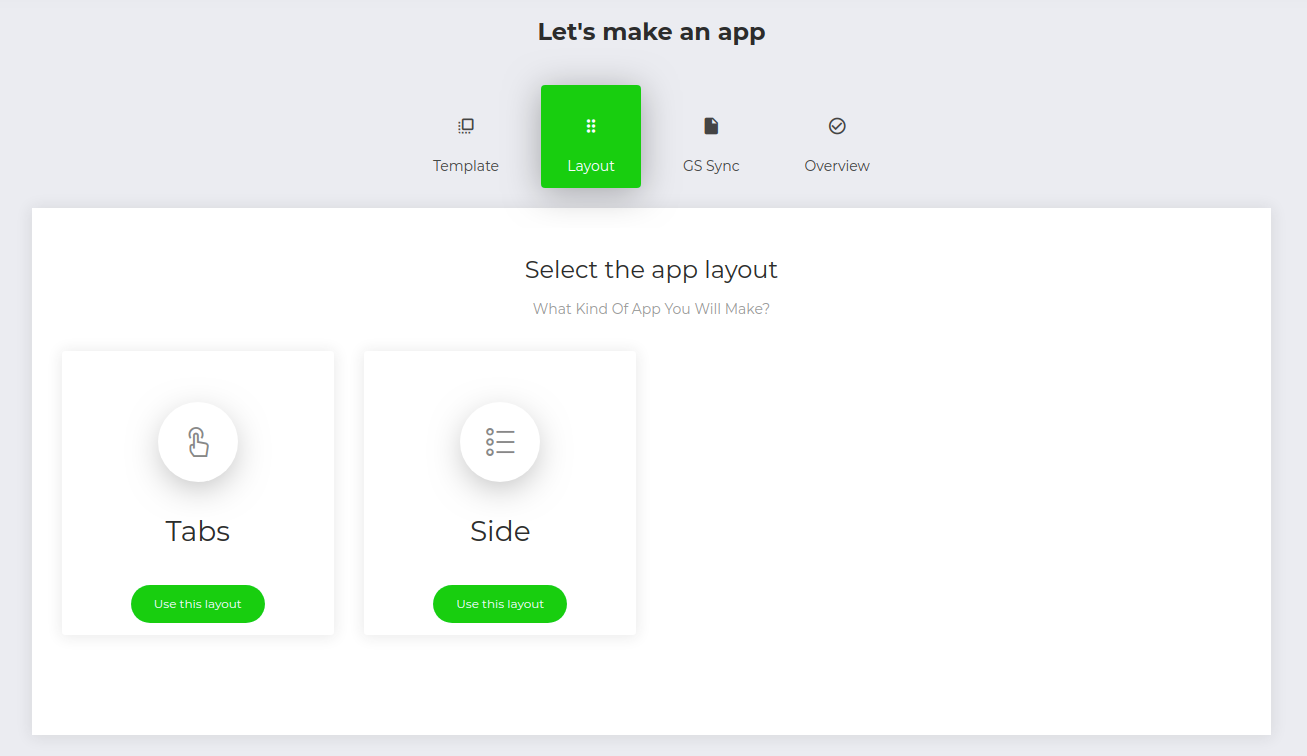 Let's make an app
Template
Layout
GS Sync
Overview
Select the app layout
What Kind Of App You Will Make?
Tabs
Side
Use this layout
Use this layout